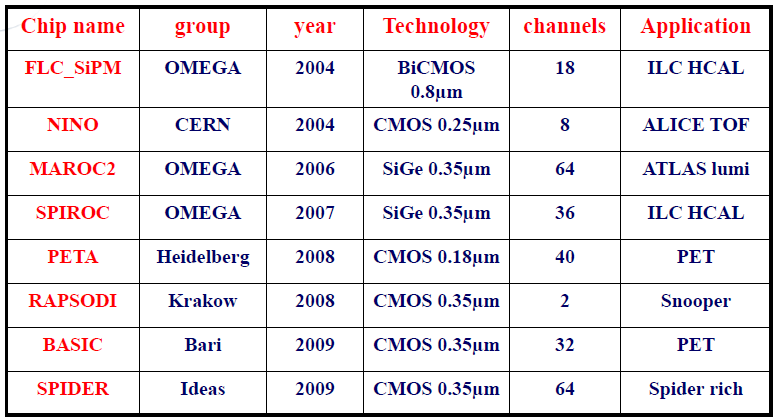 Chip name group year Technology channels Application
FLC_SiPM OMEGA 2004 BiCMOS 0.8µm 18 ILC HCAL
NINO CERN 2004 CMOS 0.25µm 8 ALICE TOF
MAROC2 OMEGA 2006 SiGe 0.35µm 64 ATLAS lumi
SPIROC OMEGA 2007 SiGe 0.35µm 36 ILC HCAL
PETA Heidelberg 2008 CMOS 0.18µm 40 PET
RAPSODI Krakow 2008 CMOS 0.35µm 2 Snooper
BASIC Bari 2009 CMOS 0.35µm 32 PET
SPIDER Ideas 2009 CMOS 0.35µm 64 Spider rich